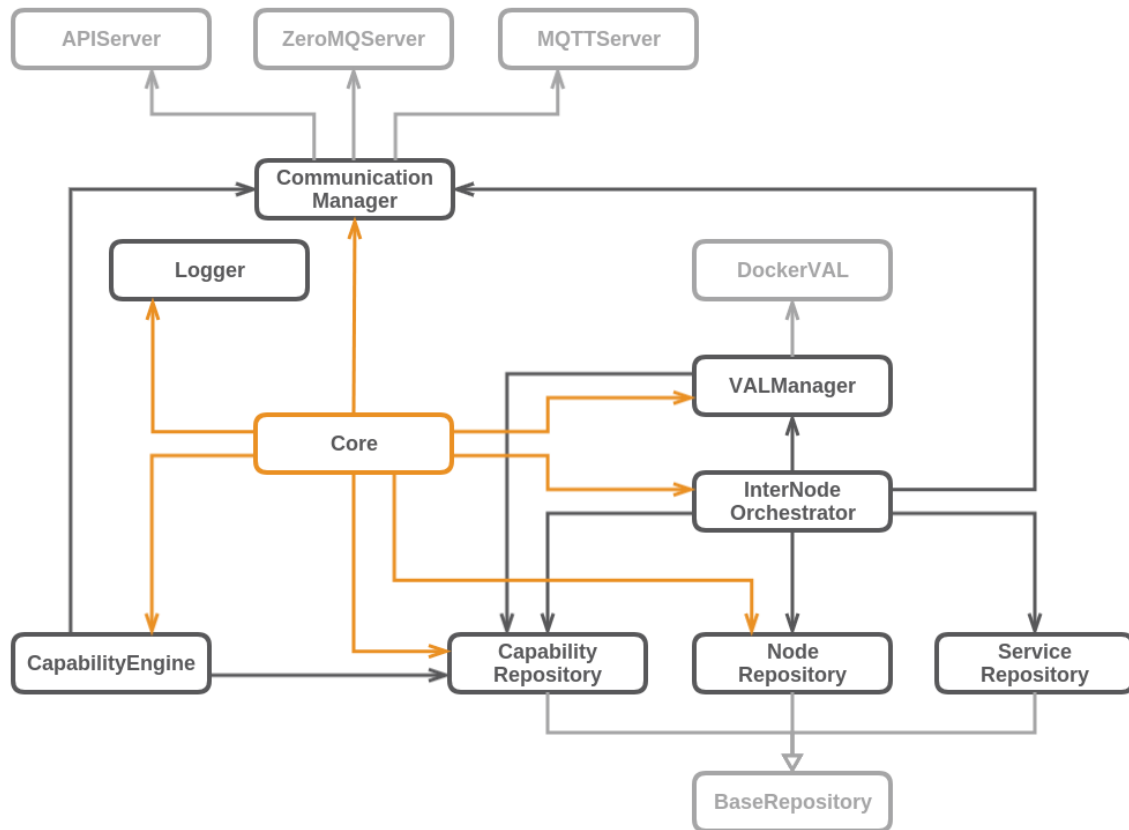 APIServer
ZeroMQServer
MQTTServer
Communication
Manager
Logger
DockerVAL
VALManager
Core
InterNode
Orchestrator
CapabilityEngine
Capability
Repository
Node
Repository
Service
Repository
BaseRepository